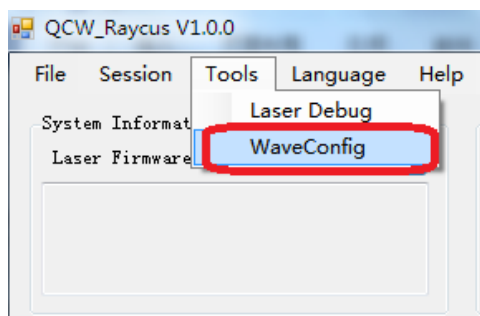 QCW_Raycus V1.0.0
File Session Tools Language Help
Laser Debug
System Informat
WaveConfig
Laser Firmware